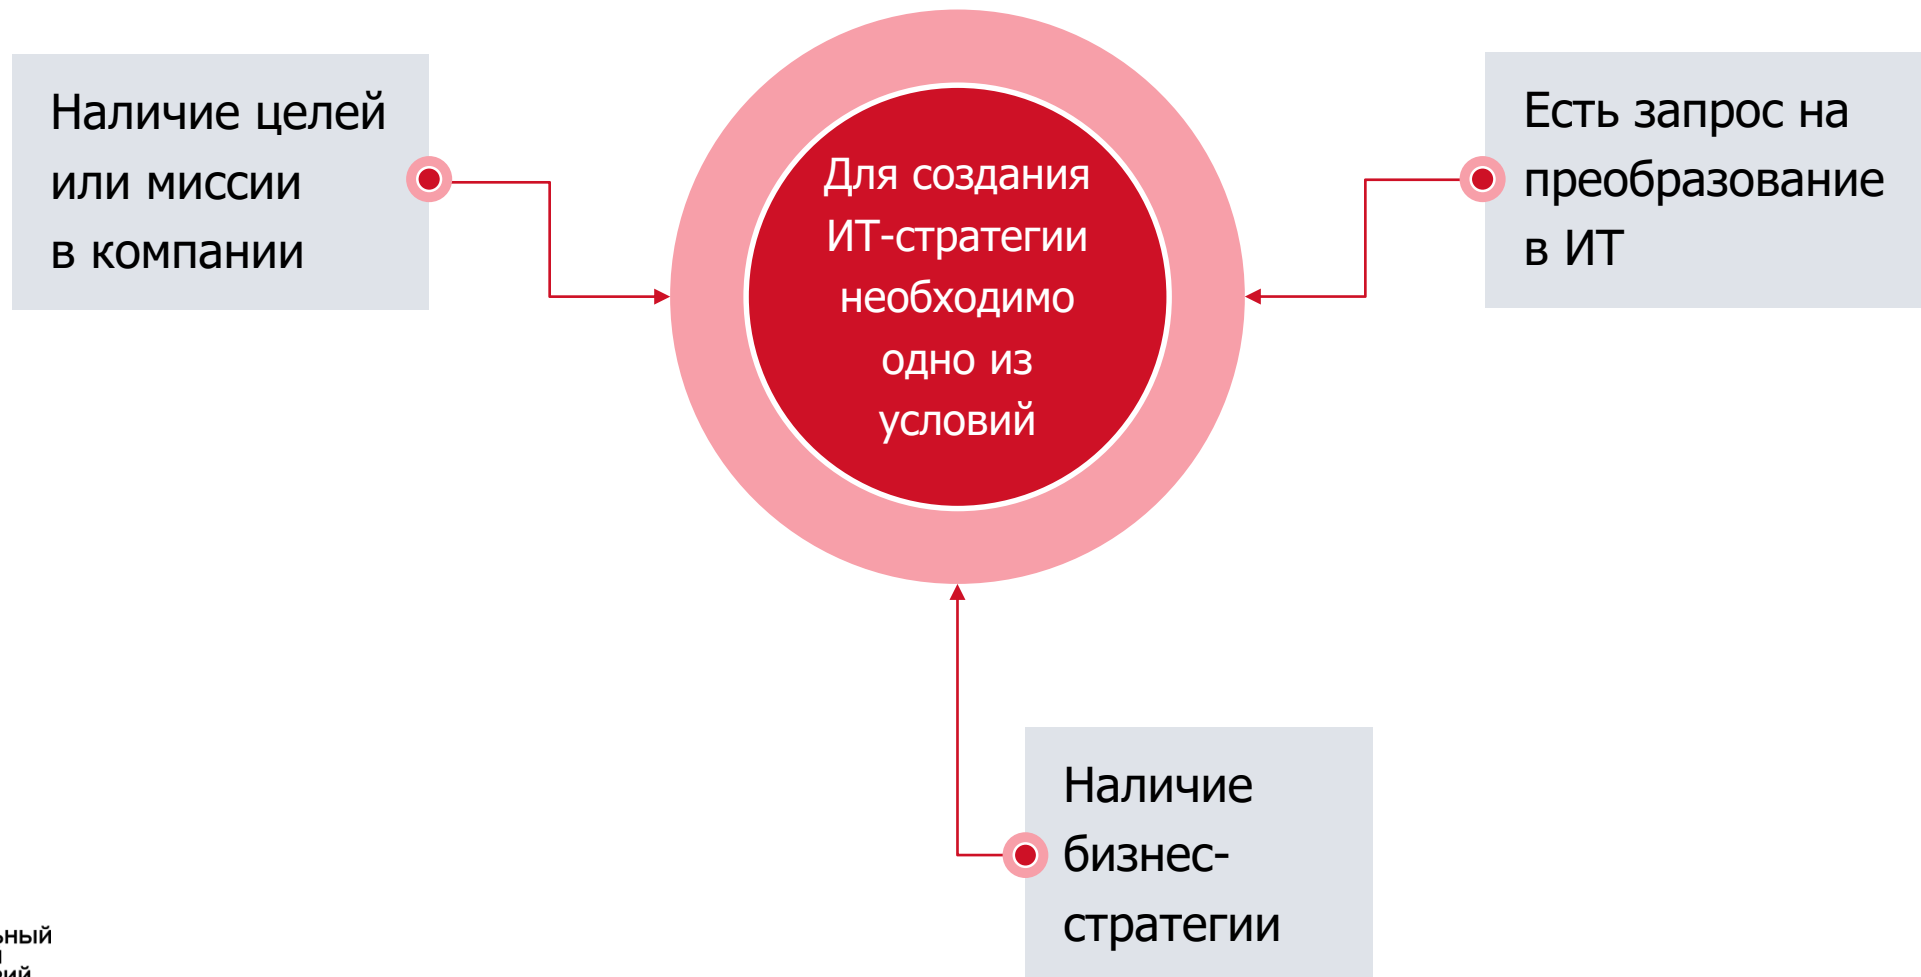 Наличие целей
или миссии
в компании
Для создания
ИТ-стратегии
необходимо
одно из
условий
Есть запрос на
преобразование
в ИТ
Наличие
бизнес-
стратегии